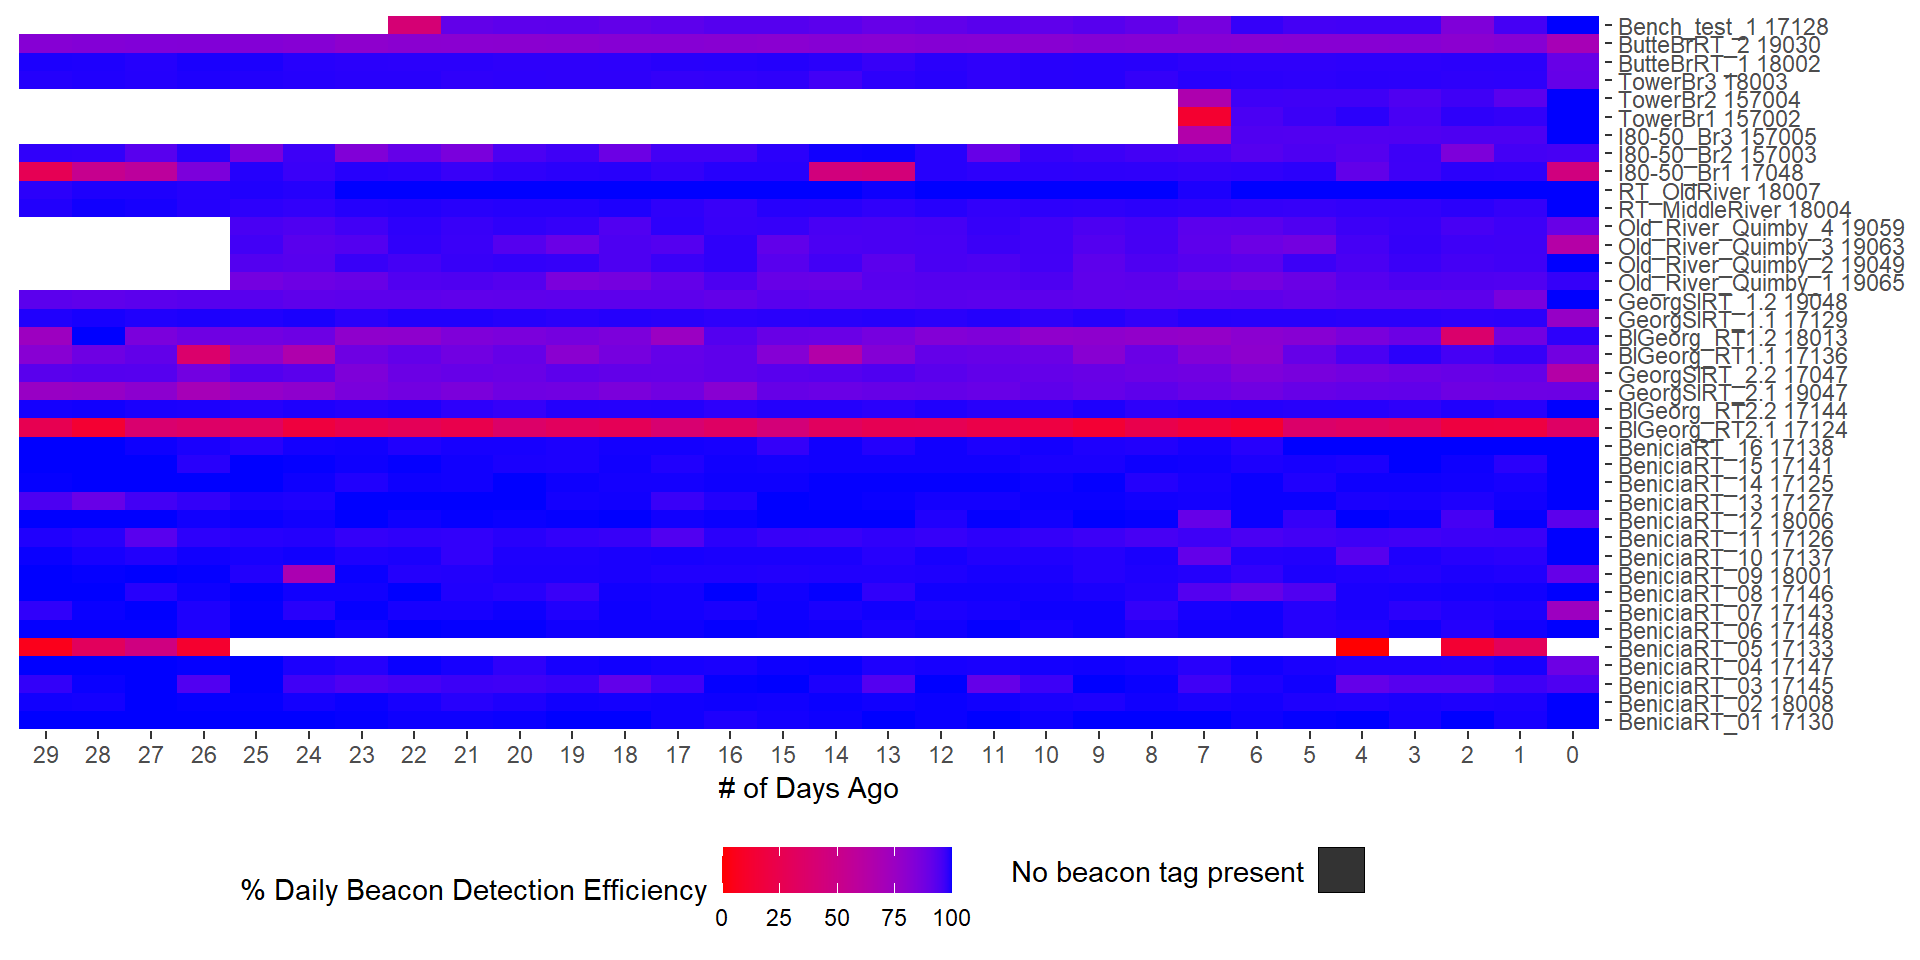 Bench_test_1 17128
ButteBrRT_2 19030
ButteBrRT_1 18002
TowerBr3 18003
TowerBr2 157004
TowerBr1 157002
I80-50_Br3 157005
I80-50_Br2 157003
I80-50_Br1 17048
RT_OldRiver 18007
RT_MiddleRiver 18004
Old_River_Quimby_4 19059
Old_River_Quimby_3 19063
Old_River_Quimby_2 19049
Old_River_Quimby_1 19065
GeorgSlRT_1.2 19048
GeorgSlRT_1.1 17129
BlGeorg_RT1.2 18013
BlGeorg_RT1.1 17136
GeorgSlRT_2.2 17047
GeorgSlRT_2.1 19047
BlGeorg_RT2.2 17144
BlGeorg_RT2.1 17124
BeniciaRT_16 17138
BeniciaRT_15 17141
BeniciaRT_14 17125
BeniciaRT_13 17127
BeniciaRT_12 18006
BeniciaRT_11 17126
BeniciaRT_10 17137
BeniciaRT_09 18001
BeniciaRT_08 17146
BeniciaRT_07 17143
BeniciaRT_06 17148
BeniciaRT_05 17133
BeniciaRT_04 17147
BeniciaRT_03 17145
BeniciaRT_02 18008
BeniciaRT_01 17130
29 28 27 26 25 24 23 22 21 20 19 18 17 16 15 14 13 12 11 10 9 8 7 6 5 4 3 2 1 0
# of Days Ago
% Daily Beacon Detection Efficiency
0 25 50 75 100
No beacon tag present